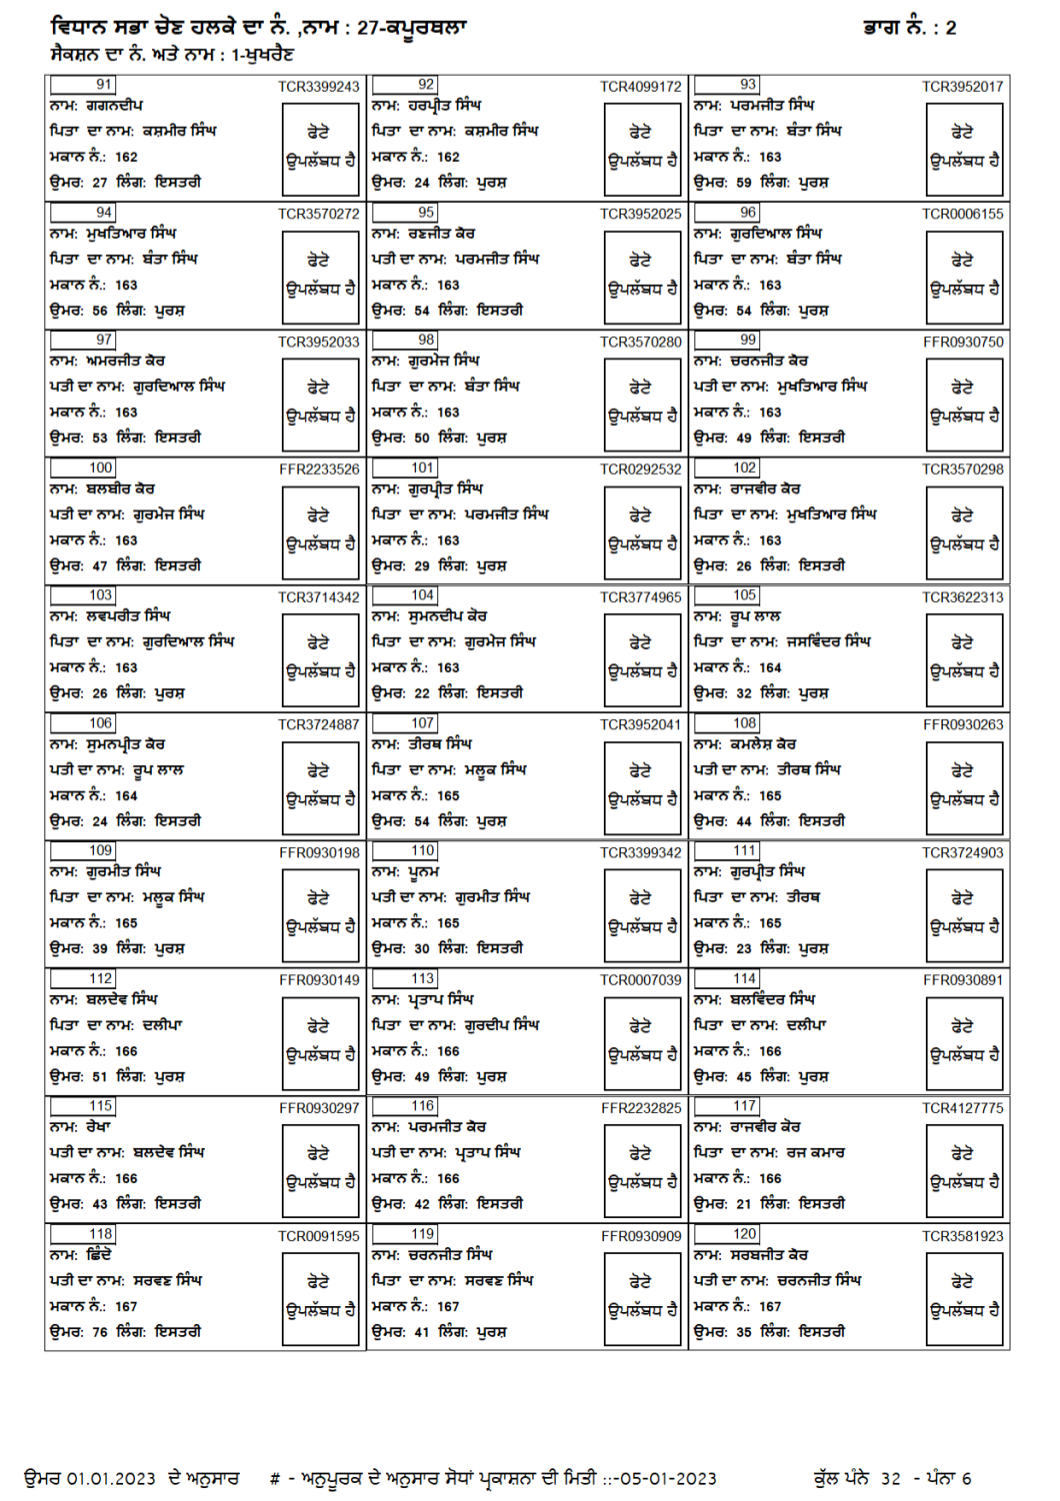 ਵਿਧਾਨ ਸਭਾ ਚੋਣ ਹਲਕੇ ਦਾ ਨੰ. ,ਨਾਮ : 27-ਕਪੂਰਥਲਾ ਭਾਗ ਨੰ. : 2
ਸੈਕਸ਼ਨ ਦਾ ਨੰ. ਅਤੇ ਨਾਮ : 1-ਖੁਖਰੈਣ
91 TCR3399243 92 TCR4099172 93 TCR3952017
ਨਾਮ: ਗਗਨਦੀਪ ਨਾਮ: ਹਰਪ੍ਰੀਤ ਸਿੰਘ ਨਾਮ: ਪਰਮਜੀਤ ਸਿੰਘ
ਪਿਤਾ ਦਾ ਨਾਮ: ਕਸ਼ਮੀਰ ਸਿੰਘ ਫੋਟੋ ਪਿਤਾ ਦਾ ਨਾਮ: ਕਸ਼ਮੀਰ ਸਿੰਘ ਫੋਟੋ ਪਿਤਾ ਦਾ ਨਾਮ: ਬੰਤਾ ਸਿੰਘ ਫੋਟੋ
ਮਕਾਨ ਨੰ.: 162 ਉਪਲੱਬਧ ਹੈ ਮਕਾਨ ਨੰ.: 162 ਉਪਲੱਬਧ ਹੈ ਮਕਾਨ ਨੰ.: 163 ਉਪਲੱਬਧ ਹੈ
ਉਮਰ: 27 ਲਿੰਗ: ਇਸਤਰੀ ਉਮਰ: 24 ਲਿੰਗ: ਪੁਰਸ਼ ਉਮਰ: 59 ਲਿੰਗ: ਪੁਰਸ਼
94 TCR3570272 95 TCR3952025 96 TCR0006155
ਨਾਮ: ਮੁਖਤਿਆਰ ਸਿੰਘ ਨਾਮ: ਰਣਜੀਤ ਕੋਰ ਨਾਮ: ਗੁਰਦਿਆਲ ਸਿੰਘ
ਪਿਤਾ ਦਾ ਨਾਮ: ਬੰਤਾ ਸਿੰਘ ਫੋਟੋ ਪਤੀ ਦਾ ਨਾਮ: ਪਰਮਜੀਤ ਸਿੰਘ ਫੋਟੋ ਪਿਤਾ ਦਾ ਨਾਮ: ਬੰਤਾ ਸਿੰਘ ਫੋਟੋ
ਮਕਾਨ ਨੰ.: 163 ਉਪਲੱਬਧ ਹੈ ਮਕਾਨ ਨੰ.: 163 ਉਪਲੱਬਧ ਹੈ ਮਕਾਨ ਨੰ.: 163 ਉਪਲੱਬਧ ਹੈ
ਉਮਰ: 56 ਲਿੰਗ: ਪੁਰਸ਼ ਉਮਰ: 54 ਲਿੰਗ: ਇਸਤਰੀ ਉਮਰ: 54 ਲਿੰਗ: ਪੁਰਸ਼
97 TCR3952033 98 TCR3570280 99 FFR0930750
ਨਾਮ: ਅਮਰਜੀਤ ਕੋਰ ਨਾਮ: ਗੁਰਮੇਜ ਸਿੰਘ ਨਾਮ: ਚਰਨਜੀਤ ਕੋਰ
ਪਤੀ ਦਾ ਨਾਮ: ਗੁਰਦਿਆਲ ਸਿੰਘ ਫੋਟੋ ਪਿਤਾ ਦਾ ਨਾਮ: ਬੰਤਾ ਸਿੰਘ ਫੋਟੋ ਪਤੀ ਦਾ ਨਾਮ: ਮੁਖਤਿਆਰ ਸਿੰਘ ਫੋਟੋ
ਮਕਾਨ ਨੰ.: 163 ਉਪਲੱਬਧ ਹੈ ਮਕਾਨ ਨੰ.: 163 ਉਪਲੱਬਧ ਹੈ ਮਕਾਨ ਨੰ.: 163 ਉਪਲੱਬਧ ਹੈ
ਉਮਰ: 53 ਲਿੰਗ: ਇਸਤਰੀ ਉਮਰ: 50 ਲਿੰਗ: ਪੁਰਸ਼ ਉਮਰ: 49 ਲਿੰਗ: ਇਸਤਰੀ
100 FFR2233526 101 TCR0292532 102 TCR3570298
ਨਾਮ: ਬਲਬੀਰ ਕੋਰ ਨਾਮ: ਗੁਰਪ੍ਰੀਤ ਸਿੰਘ ਨਾਮ: ਰਾਜਵੀਰ ਕੋਰ
ਪਤੀ ਦਾ ਨਾਮ: ਗੁਰਮੇਜ ਸਿੰਘ ਫੋਟੋ ਪਿਤਾ ਦਾ ਨਾਮ: ਪਰਮਜੀਤ ਸਿੰਘ ਫੋਟੋ ਪਿਤਾ ਦਾ ਨਾਮ: ਮੁਖਤਿਆਰ ਸਿੰਘ ਫੋਟੋ
ਮਕਾਨ ਨੰ.: 163 ਉਪਲੱਬਧ ਹੈ ਮਕਾਨ ਨੰ.: 163 ਉਪਲੱਬਧ ਹੈ ਮਕਾਨ ਨੰ.: 163 ਉਪਲੱਬਧ ਹੈ
ਉਮਰ: 47 ਲਿੰਗ: ਇਸਤਰੀ ਉਮਰ: 29 ਲਿੰਗ: ਪੁਰਸ਼ ਉਮਰ: 26 ਲਿੰਗ: ਇਸਤਰੀ
103 TCR3714342 104 TCR3774965 105 TCR3622313
ਨਾਮ: ਲਵਪਰੀਤ ਸਿੰਘ ਨਾਮ: ਸੁਮਨਦੀਪ ਕੋਰ ਨਾਮ: ਰੂਪ ਲਾਲ
ਪਿਤਾ ਦਾ ਨਾਮ: ਗੁਰਦਿਆਲ ਸਿੰਘ ਫੋਟੋ ਪਿਤਾ ਦਾ ਨਾਮ: ਗੁਰਮੇਜ ਸਿੰਘ ਫੋਟੋ ਪਿਤਾ ਦਾ ਨਾਮ: ਜਸਵਿੰਦਰ ਸਿੰਘ ਫੋਟੋ
ਮਕਾਨ ਨੰ.: 163 ਉਪਲੱਬਧ ਹੈ ਮਕਾਨ ਨੰ.: 163 ਉਪਲੱਬਧ ਹੈ ਮਕਾਨ ਨੰ.: 164 ਉਪਲੱਬਧ ਹੈ
ਉਮਰ: 26 ਲਿੰਗ: ਪੁਰਸ਼ ਉਮਰ: 22 ਲਿੰਗ: ਇਸਤਰੀ ਉਮਰ: 32 ਲਿੰਗ: ਪੁਰਸ਼
106 TCR3724887 107 TCR3952041 108 FFR0930263
ਨਾਮ: ਸੁਮਨਪ੍ਰੀਤ ਕੋਰ ਨਾਮ: ਤੀਰਥ ਸਿੰਘ ਨਾਮ: ਕਮਲੇਸ਼ ਕੋਰ
ਪਤੀ ਦਾ ਨਾਮ: ਰੂਪ ਲਾਲ ਫੋਟੋ ਪਿਤਾ ਦਾ ਨਾਮ: ਮਲੂਕ ਸਿੰਘ ਫੋਟੋ ਪਤੀ ਦਾ ਨਾਮ: ਤੀਰਥ ਸਿੰਘ ਫੋਟੋ
ਮਕਾਨ ਨੰ.: 164 ਉਪਲੱਬਧ ਹੈ ਮਕਾਨ ਨੰ.: 165 ਉਪਲੱਬਧ ਹੈ ਮਕਾਨ ਨੰ.: 165 ਉਪਲੱਬਧ ਹੈ
ਉਮਰ: 24 ਲਿੰਗ: ਇਸਤਰੀ ਉਮਰ: 54 ਲਿੰਗ: ਪੁਰਸ਼ ਉਮਰ: 44 ਲਿੰਗ: ਇਸਤਰੀ
109 FFR0930198 110 TCR3399342 111 TCR3724903
ਨਾਮ: ਗੁਰਮੀਤ ਸਿੰਘ ਨਾਮ: ਪੂਨਮ ਨਾਮ: ਗੁਰਪ੍ਰੀਤ ਸਿੰਘ
ਪਿਤਾ ਦਾ ਨਾਮ: ਮਲੂਕ ਸਿੰਘ ਫੋਟੋ ਪਤੀ ਦਾ ਨਾਮ: ਗੁਰਮੀਤ ਸਿੰਘ ਫੋਟੋ ਪਿਤਾ ਦਾ ਨਾਮ: ਤੀਰਥ ਫੋਟੋ
ਮਕਾਨ ਨੰ.: 165 ਉਪਲੱਬਧ ਹੈ ਮਕਾਨ ਨੰ.: 165 ਉਪਲੱਬਧ ਹੈ ਮਕਾਨ ਨੰ.: 165 ਉਪਲੱਬਧ ਹੈ
ਉਮਰ: 39 ਲਿੰਗ: ਪੁਰਸ਼ ਉਮਰ: 30 ਲਿੰਗ: ਇਸਤਰੀ ਉਮਰ: 23 ਲਿੰਗ: ਪੁਰਸ਼
112 FFR0930149 113 TCR0007039 114 FFR0930891
ਨਾਮ: ਬਲਦੇਵ ਸਿੰਘ ਨਾਮ: ਪ੍ਰਤਾਪ ਸਿੰਘ ਨਾਮ: ਬਲਵਿੰਦਰ ਸਿੰਘ
ਪਿਤਾ ਦਾ ਨਾਮ: ਦਲੀਪਾ ਫੋਟੋ ਪਿਤਾ ਦਾ ਨਾਮ: ਗੁਰਦੀਪ ਸਿੰਘ ਫੋਟੋ ਪਿਤਾ ਦਾ ਨਾਮ: ਦਲੀਪਾ ਫੋਟੋ
ਮਕਾਨ ਨੰ.: 166 ਉਪਲੱਬਧ ਹੈ ਮਕਾਨ ਨੰ.: 166 ਉਪਲੱਬਧ ਹੈ ਮਕਾਨ ਨੰ.: 166 ਉਪਲੱਬਧ ਹੈ
ਉਮਰ: 51 ਲਿੰਗ: ਪੁਰਸ਼ ਉਮਰ: 49 ਲਿੰਗ: ਪੁਰਸ਼ ਉਮਰ: 45 ਲਿੰਗ: ਪੁਰਸ਼
115 FFR0930297 116 FFR2232825 117 TCR4127775
ਨਾਮ: ਰੇਖਾ ਨਾਮ: ਪਰਮਜੀਤ ਕੋਰ ਨਾਮ: ਰਾਜਵੀਰ ਕੌਰ
ਪਤੀ ਦਾ ਨਾਮ: ਬਲਦੇਵ ਸਿੰਘ ਫੋਟੋ ਪਤੀ ਦਾ ਨਾਮ: ਪ੍ਰਤਾਪ ਸਿੰਘ ਫੋਟੋ ਪਿਤਾ ਦਾ ਨਾਮ: ਰਜ ਕਮਾਰ ਫੋਟੋ
ਮਕਾਨ ਨੰ.: 166 ਉਪਲੱਬਧ ਹੈ ਮਕਾਨ ਨੰ.: 166 ਉਪਲੱਬਧ ਹੈ ਮਕਾਨ ਨੰ.: 166 ਉਪਲੱਬਧ ਹੈ
ਉਮਰ: 43 ਲਿੰਗ: ਇਸਤਰੀ ਉਮਰ: 42 ਲਿੰਗ: ਇਸਤਰੀ ਉਮਰ: 21 ਲਿੰਗ: ਇਸਤਰੀ
118 TCR0091595 119 FFR0930909 120 TCR3581923
ਨਾਮ: ਛਿੰਦੋ ਨਾਮ: ਚਰਨਜੀਤ ਸਿੰਘ ਨਾਮ: ਸਰਬਜੀਤ ਕੋਰ
ਪਤੀ ਦਾ ਨਾਮ: ਸਰਵਣ ਸਿੰਘ ਫੋਟੋ ਪਿਤਾ ਦਾ ਨਾਮ: ਸਰਵਣ ਸਿੰਘ ਫੋਟੋ ਪਤੀ ਦਾ ਨਾਮ: ਚਰਨਜੀਤ ਸਿੰਘ ਫੋਟੋ
ਮਕਾਨ ਨੰ.: 167 ਉਪਲੱਬਧ ਹੈ ਮਕਾਨ ਨੰ.: 167 ਉਪਲੱਬਧ ਹੈ ਮਕਾਨ ਨੰ.: 167 ਉਪਲੱਬਧ ਹੈ
ਉਮਰ: 76 ਲਿੰਗ: ਇਸਤਰੀ ਉਮਰ: 41 ਲਿੰਗ: ਪੁਰਸ਼ ਉਮਰ: 35 ਲਿੰਗ: ਇਸਤਰੀ
ਉਮਰ 01.01.2023 ਦੇ ਅਨੁਸਾਰ # - ਅਨੁਪੂਰਕ ਦੇ ਅਨੁਸਾਰ ਸੋਧਾਂ ਪ੍ਰਕਾਸ਼ਨਾ ਦੀ ਮਿਤੀ ::-05-01-2023 ਕੁੱਲ ਪੰਨੇ 32 - ਪੰਨਾ 6